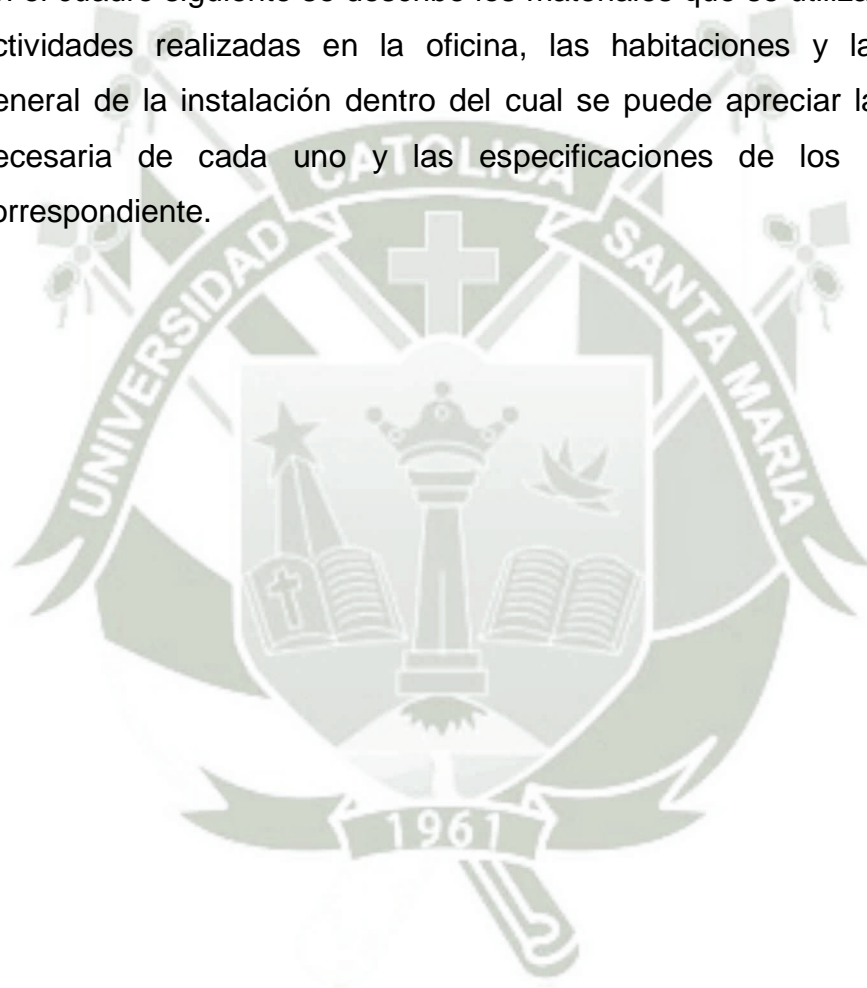 el cuadro siguiente se describe los materiales que se utiliza
ctividades realizadas en la oficina, las habitaciones y la
eneral de la instalación dentro del cual se puede apreciar la
ecesaria de cada uno y las especificaciones de los
orrespondiente.
UNIVERSIDAD
CATOLICA
SANTA MARIA
1961